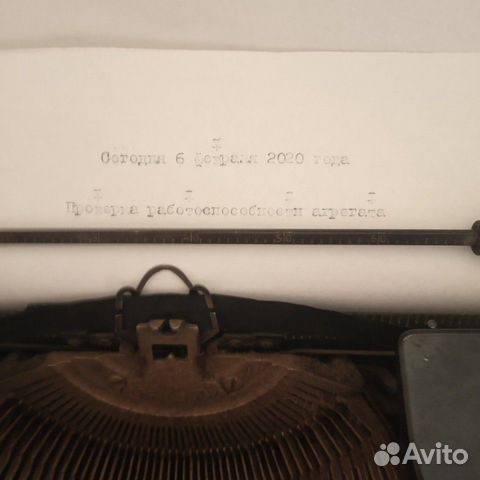 Сегодня 6 февраля 2020 года
Проверка работоспособности агрегата
Avito